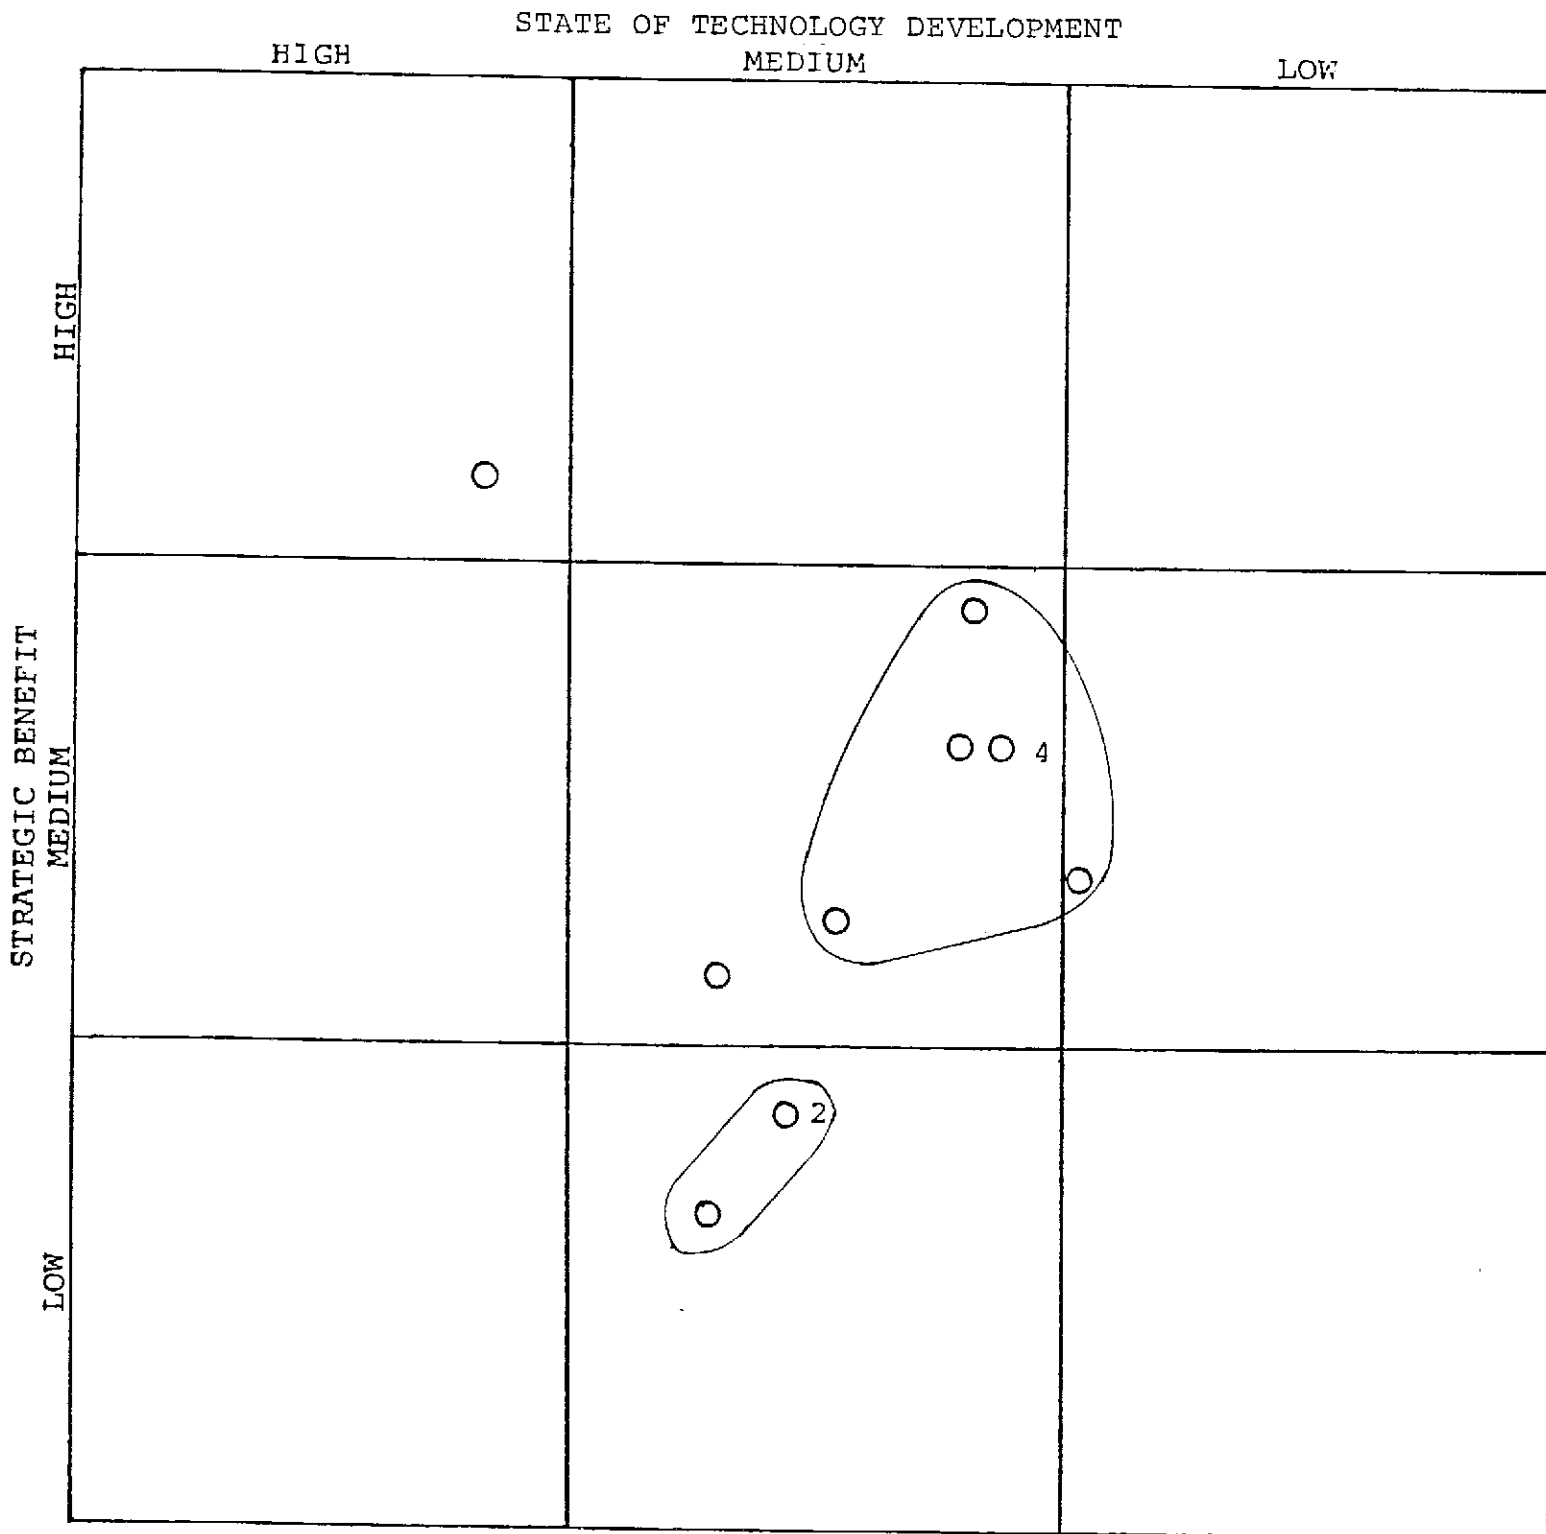 STATE OF TECHNOLOGY DEVELOPMENT
HIGH
MEDIUM
LOW
STRATEGIC BENEFIT
HIGH
MEDIUM
LOW
4
2